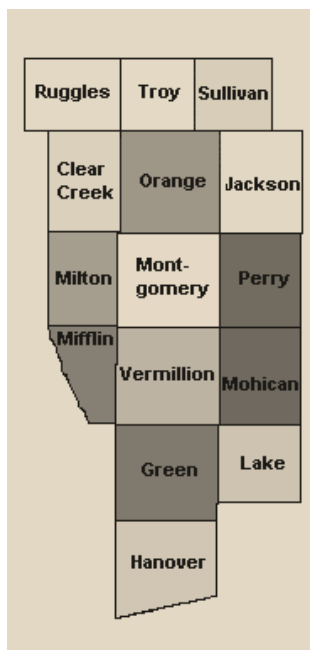 Ruggles Troy Sullivan
Clear
Creek
Orange
Jackson
Milton
Mont-
gomery
Perry
Mifflin
Vermillion
Mohican
Green
Lake
Hanover